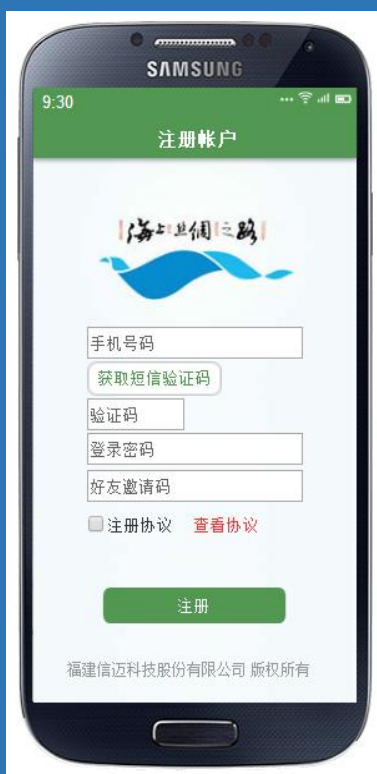 SAMSUNG
9:30
注册帐户
海上丝绸之路
手机号码
获取短信验证码
验证码
登录密码
好友邀请码
注册协议 查看协议
注册
福建信迈科技股份有限公司 版权所有